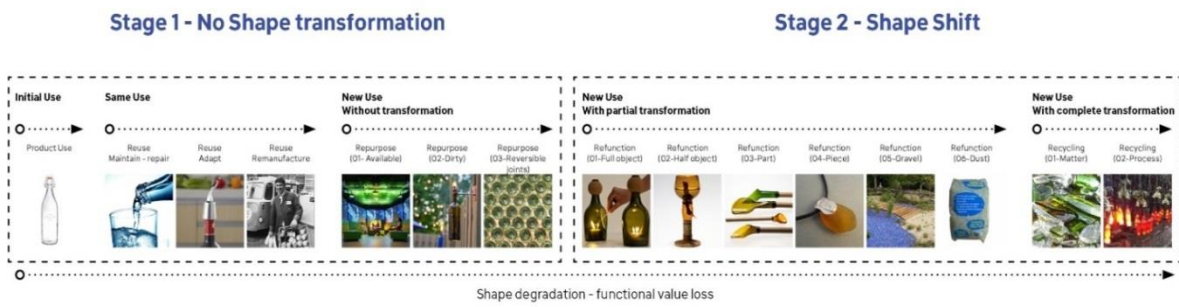 Stage 1 - No Shape transformation
Stage 2 - Shape Shift
Initial Use
Same Use
New Use
Without transformation
New Use
With partial transformation
New Use
With complete transformation
Product Use
Reuse
Maintain - repair
Reuse
Adapt
Reuse
Remanufacture
Repurpose
(01- Available)
Repurpose
(02-Dirty)
Repurpose
(03-Reversible
joints)
Refunction
(01-Full object)
Refunction
(02-Half object)
Refunction
(03-Part)
Refunction
(04-Piece)
Refunction
(05-Gravel)
Refunction
(06-Dust)
Recycling
(01-Matter)
Recycling
(02-Process)
Shape degradation - functional value loss